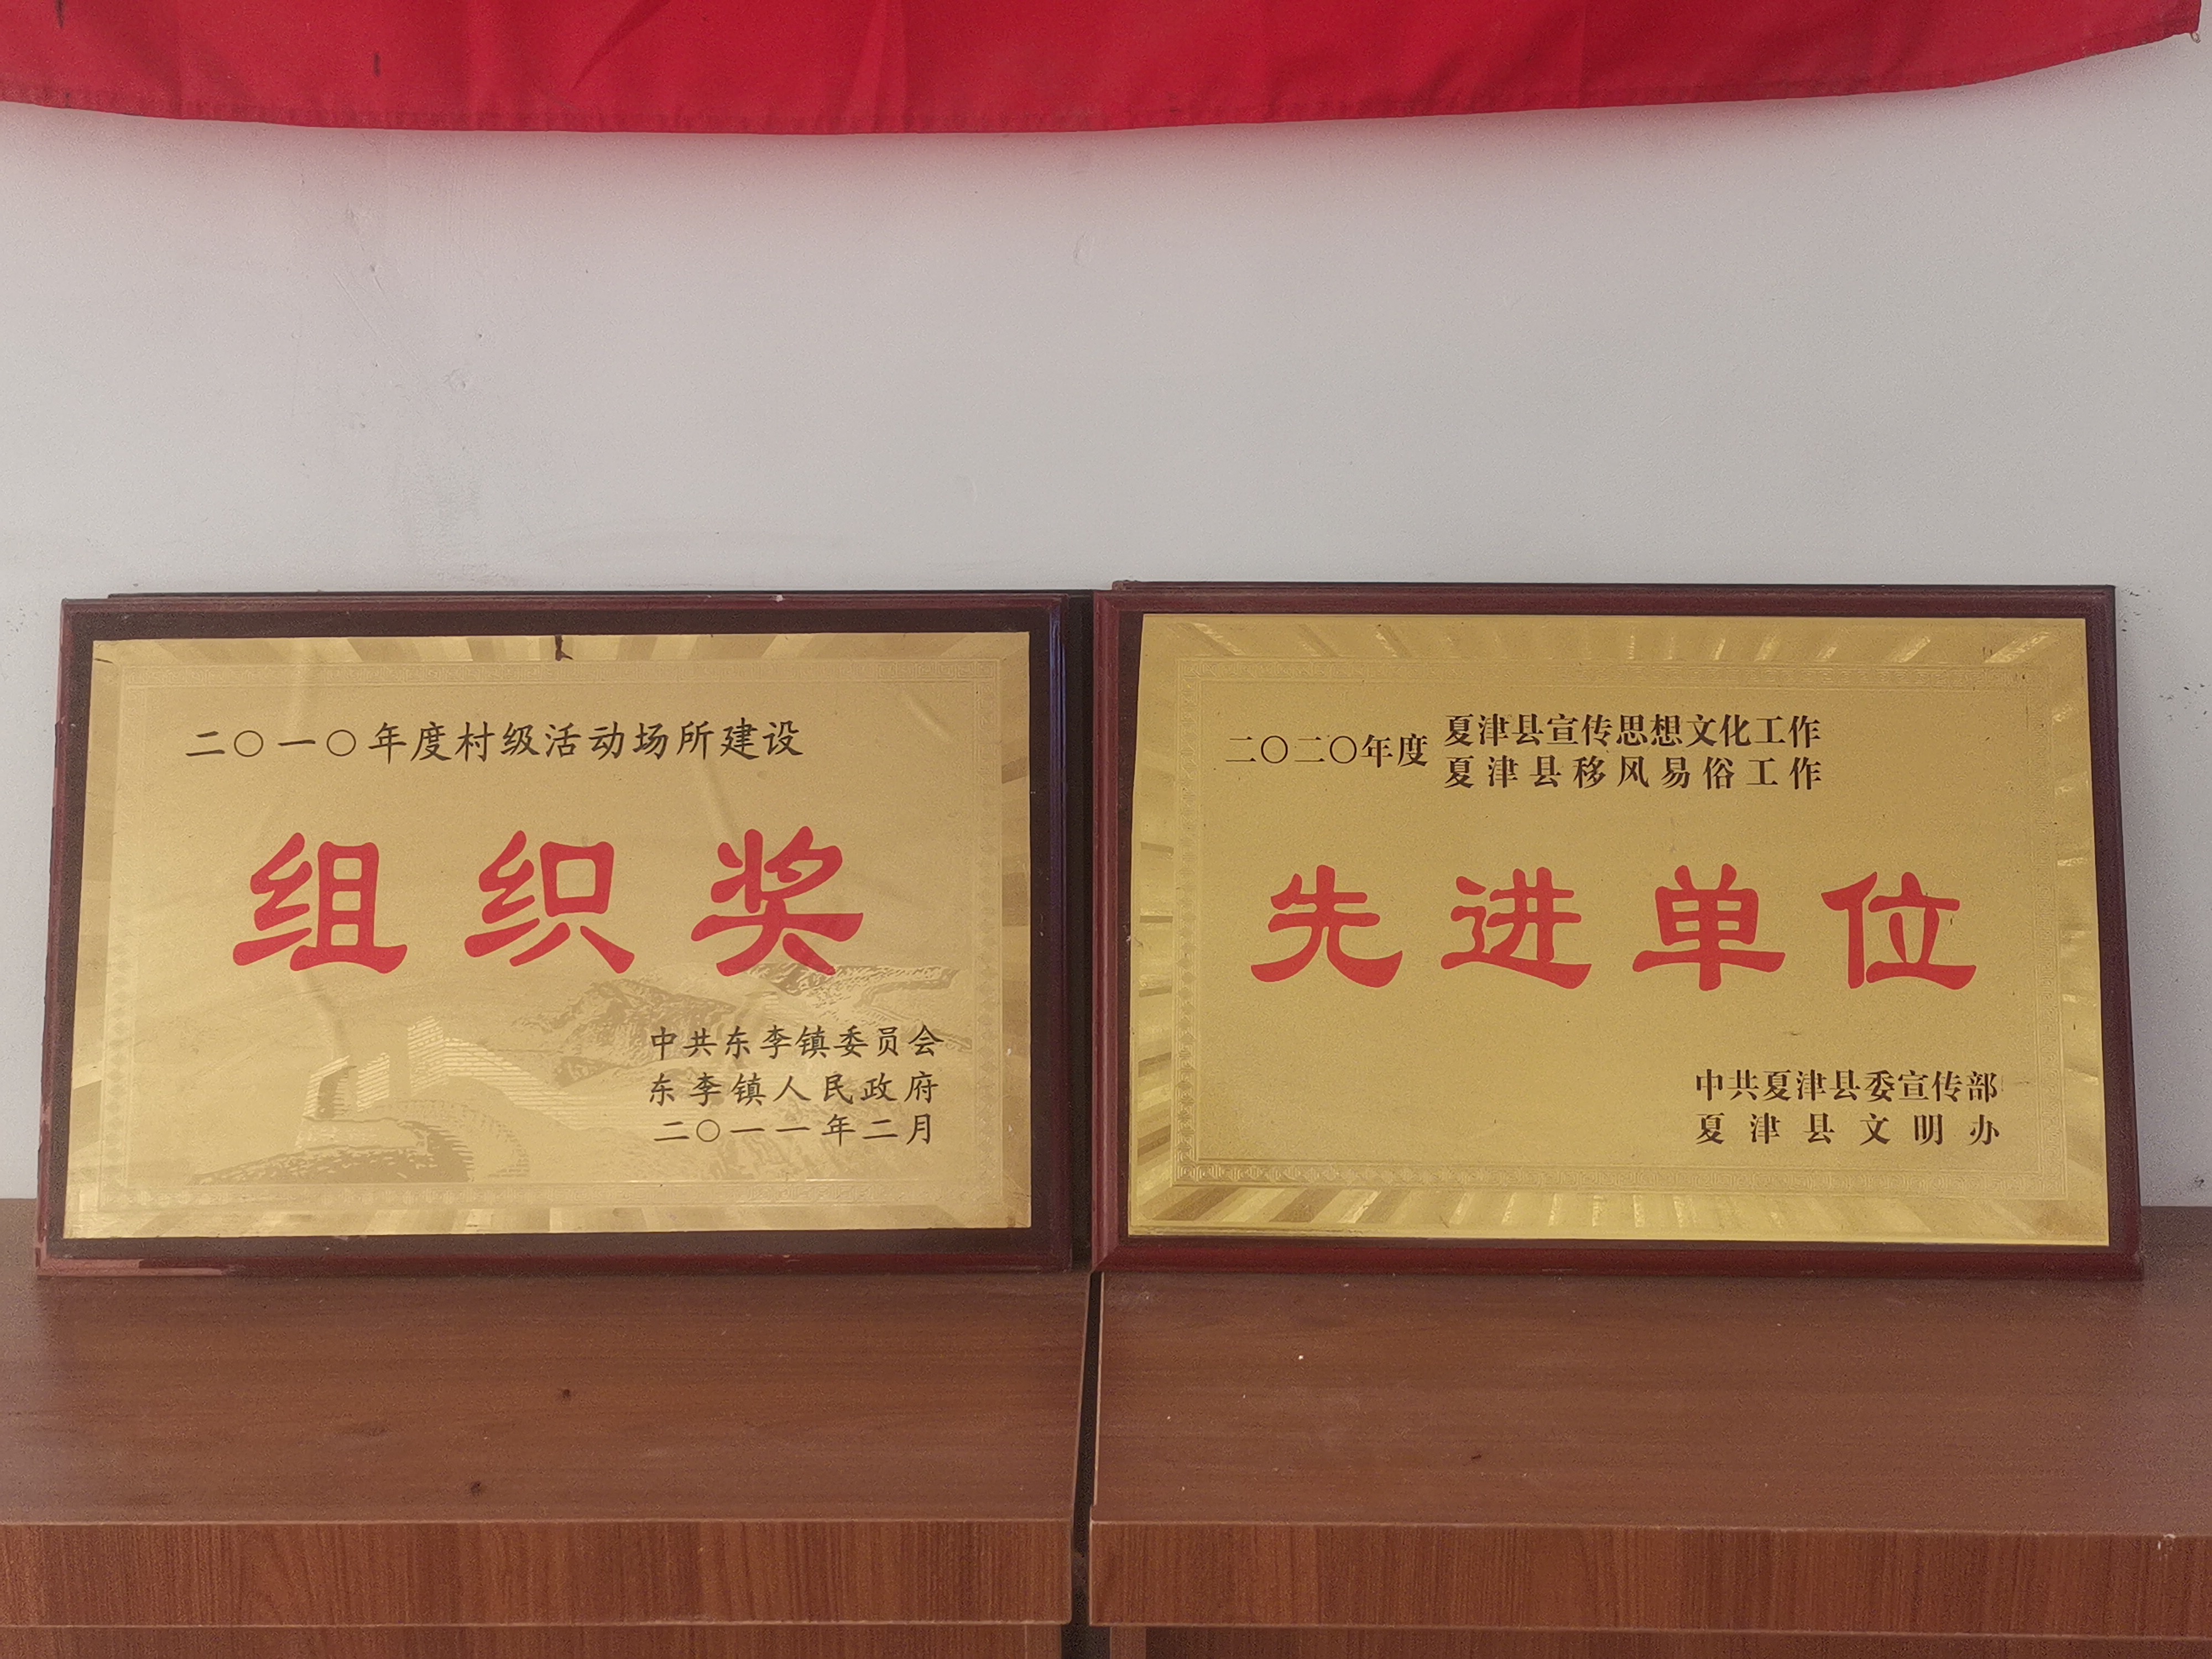 二〇一〇年度村级活动场所建设
组织奖
中共东李镇委员会
东李镇人民政府
二〇一一年二月
二〇二〇年度
夏津县宣传思想文化工作
夏津县移风易俗工作
先进单位
中共夏津县委宣传部
夏津县文明办